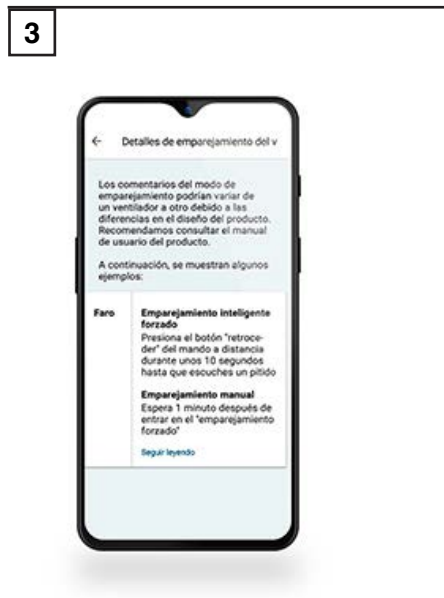 3
Detalles de emparejamiento del v
Los comentarios del modo de
emparejamiento podrían variar de
un ventilador a otro debido a las
diferencias en el diseño del producto.
Recomendamos consultar el manual
de usuario del producto.
A continuación, se muestran algunos
ejemplos:
Faro
Emparejamiento inteligente
forzado
Presiona el botón "retroce-
der" del mando a distancia
durante unos 10 segundos
hasta que escuches un pitido
Emparejamiento manual
Espera 1 minuto después de
entrar en el "emparejamiento
forzado"
Seguir leyendo